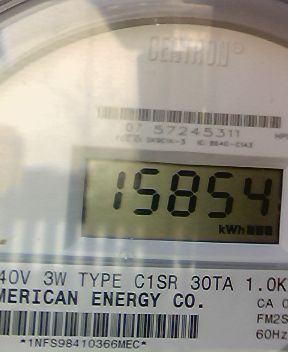 CENTRON®
07 57245311
15854
kWh
40V 3W TYPE C1SR 30TA 1.0K
MERICAN ENERGY CO.
CA 0
FM2S
60Hz
*1NFS98410366MEC*